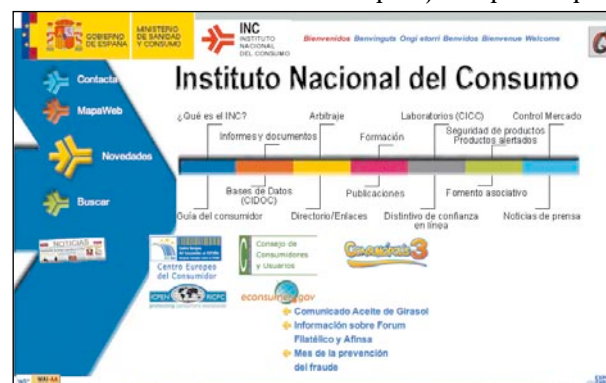 GOBIERNO
DE ESPAÑA
MINISTERIO
DE SANIDAD
Y CONSUMO
INC
INSTITUTO
NACIONAL
DEL CONSUMO
Bienvenidos Benvinguts Ongi etorri Benvidos Bienvenue Welcome
Instituto Nacional del Consumo
Contacta
MapaWeb
Novedades
Buscar
NOTICIAS
¿Qué es el INC?
Arbitraje
Laboratorios (CICC)
Control Mercado
Informes y documentos
Formación
Seguridad de productos
Productos alertados
Bases de Datos
(CIDOC)
Publicaciones
Fomento asociativo
Guía del consumidor
Directorio/Enlaces
Distintivo de confianza
en línea
Noticias de prensa
Centro Europeo
del Consumidor
Consejo de
Consumidores
y Usuarios
Consumópolis3
ICPEN
RICPC
econsumer.gov
Comunicado Aceite de Girasol
Información sobre Forum
Filatélico y Afinsa
Mes de la prevención
del fraude
WAI-AA